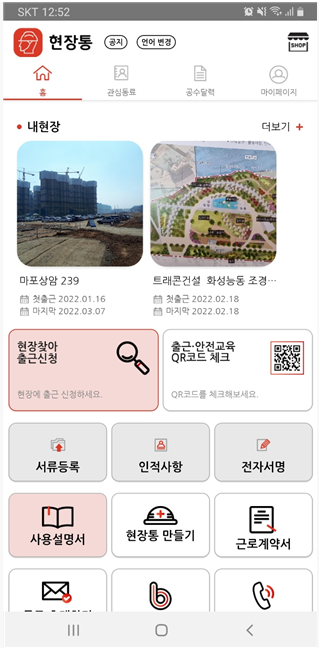 SKT 12:52
현장통 공지 언어 변경 SHOP
홈 관심동료 공수달력 마이페이지
내현장 더보기 +
마포상암 239 트래콘건설 화성능동 조경…
첫출근 2022.01.16 첫출근 2022.02.18
마지막 2022.03.07 마지막 2022.02.18
현장찾아 출근·안전교육
출근신청 QR코드 체크
현장에 출근 신청하세요. QR코드를 체크해보세요.
서류등록 인적사항 전자서명
사용설명서 현장통 만들기 근로계약서